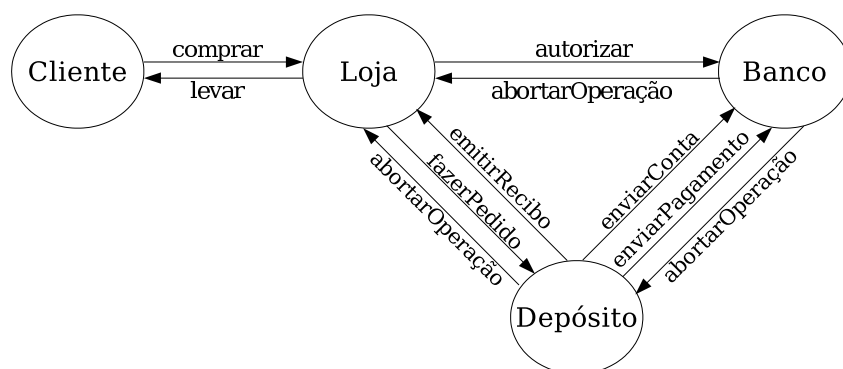 Cliente
comprar
levar
Loja
autorizar
abortarOperação
Banco
emitirRecibo
fazerPedido
abortarOperação
enviarConta
enviarPagamento
abortarOperação
Depósito